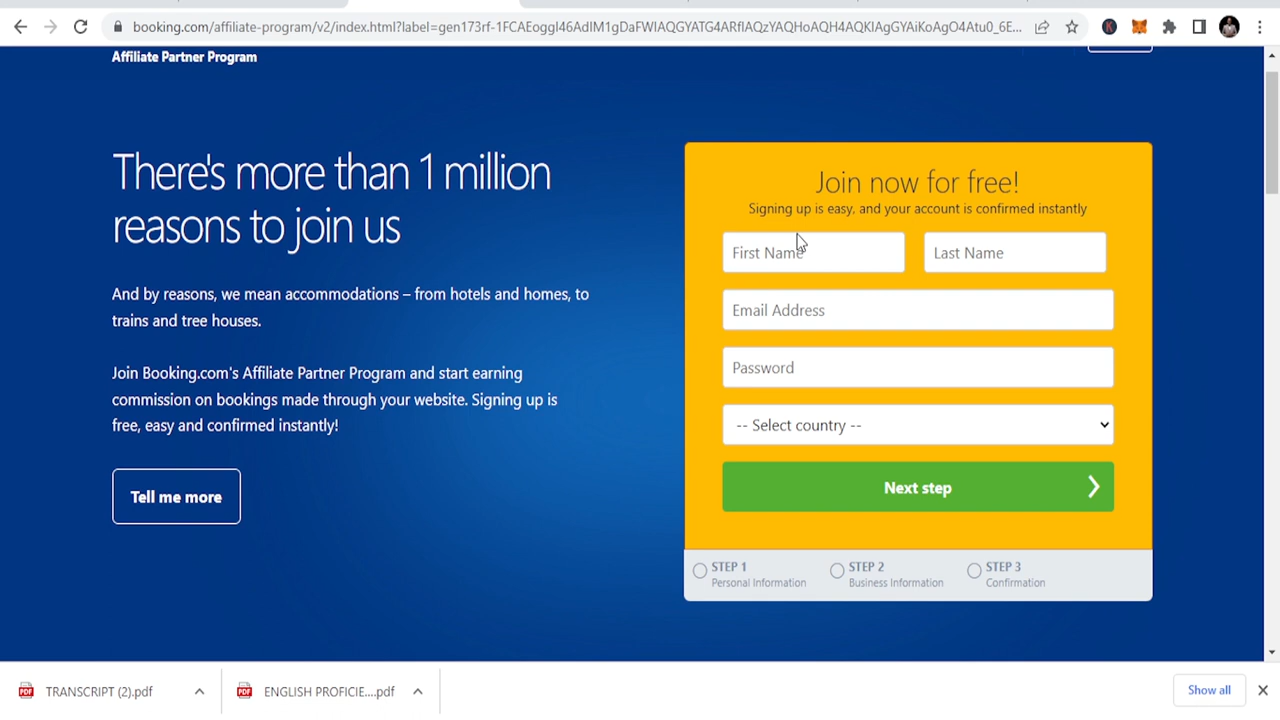 booking.com/affiliate-program/v2/index.html?label=gen173rf-1FCAEoggI46AdIM1gDaFWIAQGYATG4ARfIAQzYAQHoAQH4AQKIAgGYAiKoAgO4Atu0_6E...
Affiliate Partner Program
There's more than 1 million
reasons to join us
And by reasons, we mean accommodations – from hotels and homes, to
trains and tree houses.
Join Booking.com's Affiliate Partner Program and start earning
commission on bookings made through your website. Signing up is
free, easy and confirmed instantly!
Tell me more
Join now for free!
Signing up is easy, and your account is confirmed instantly
First Name
Last Name
Email Address
Password
-- Select country --
Next step
STEP 1
Personal Information
STEP 2
Business Information
STEP 3
Confirmation
TRANSCRIPT (2).pdf
ENGLISH PROFICIE....pdf
Show all